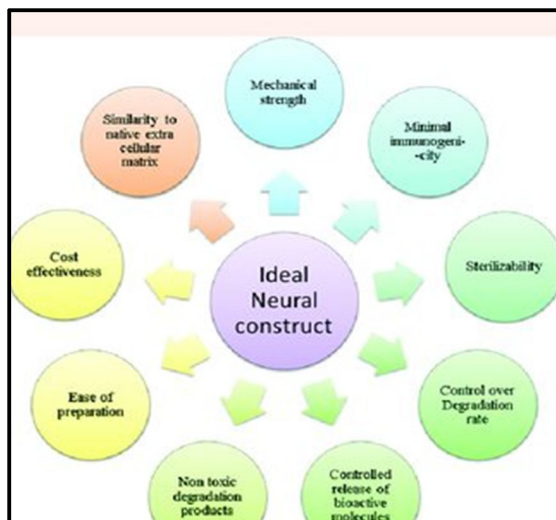 Mechanical
strength
Minimal
immunogeni-
-city
Sterilizability
Control over
Degradation
rate
Controlled
release of
bioactive
molecules
Non toxic
degradation
products
Ease of
preparation
Cost
effectiveness
Similarity to
native extra
cellular
matrix
Ideal
Neural
construct